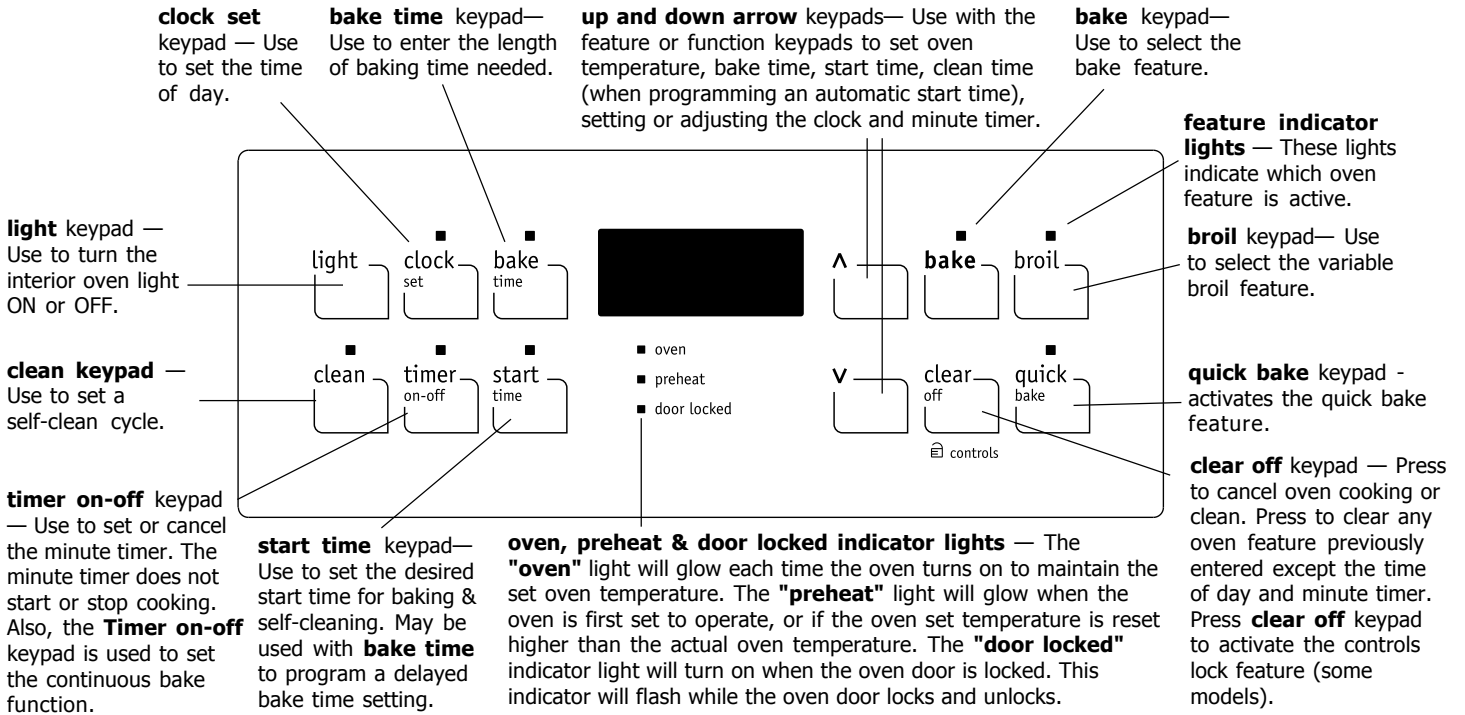 clock set
keypad — Use
to set the time
of day.
bake time keypad—
Use to enter the length
of baking time needed.
up and down arrow keypads— Use with the
feature or function keypads to set oven
temperature, bake time, start time, clean time
(when programming an automatic start time),
setting or adjusting the clock and minute timer.
bake keypad—
Use to select the
bake feature.
feature indicator
lights — These lights
indicate which oven
feature is active.
light keypad —
Use to turn the
interior oven light
ON or OFF.
broil keypad— Use
to select the variable
broil feature.
light
clock
set
bake
time
bake
broil
clean
timer
on-off
start
time
oven
preheat
door locked
clear
off
controls
quick
bake
clean keypad —
Use to set a
self-clean cycle.
quick bake keypad -
activates the quick bake
feature.
timer on-off keypad
— Use to set or cancel
the minute timer. The
minute timer does not
start or stop cooking.
Also, the Timer on-off
keypad is used to set
the continuous bake
function.
start time keypad—
Use to set the desired
start time for baking &
self-cleaning. May be
used with bake time
to program a delayed
bake time setting.
oven, preheat & door locked indicator lights — The
"oven" light will glow each time the oven turns on to maintain the
set oven temperature. The "preheat" light will glow when the
oven is first set to operate, or if the oven set temperature is reset
higher than the actual oven temperature. The "door locked"
indicator light will turn on when the oven door is locked. This
indicator will flash while the oven door locks and unlocks.
clear off keypad — Press
to cancel oven cooking or
clean. Press to clear any
oven feature previously
entered except the time
of day and minute timer.
Press clear off keypad
to activate the controls
lock feature (some
models).